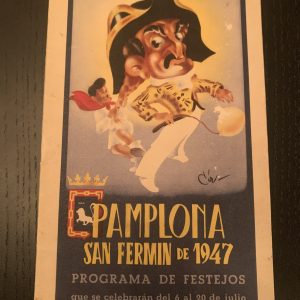 PAMPLONA
SAN FERMIN DE 1947
PROGRAMA DE FESTEJOS
que se celebrarán del 6 al 20 de julio